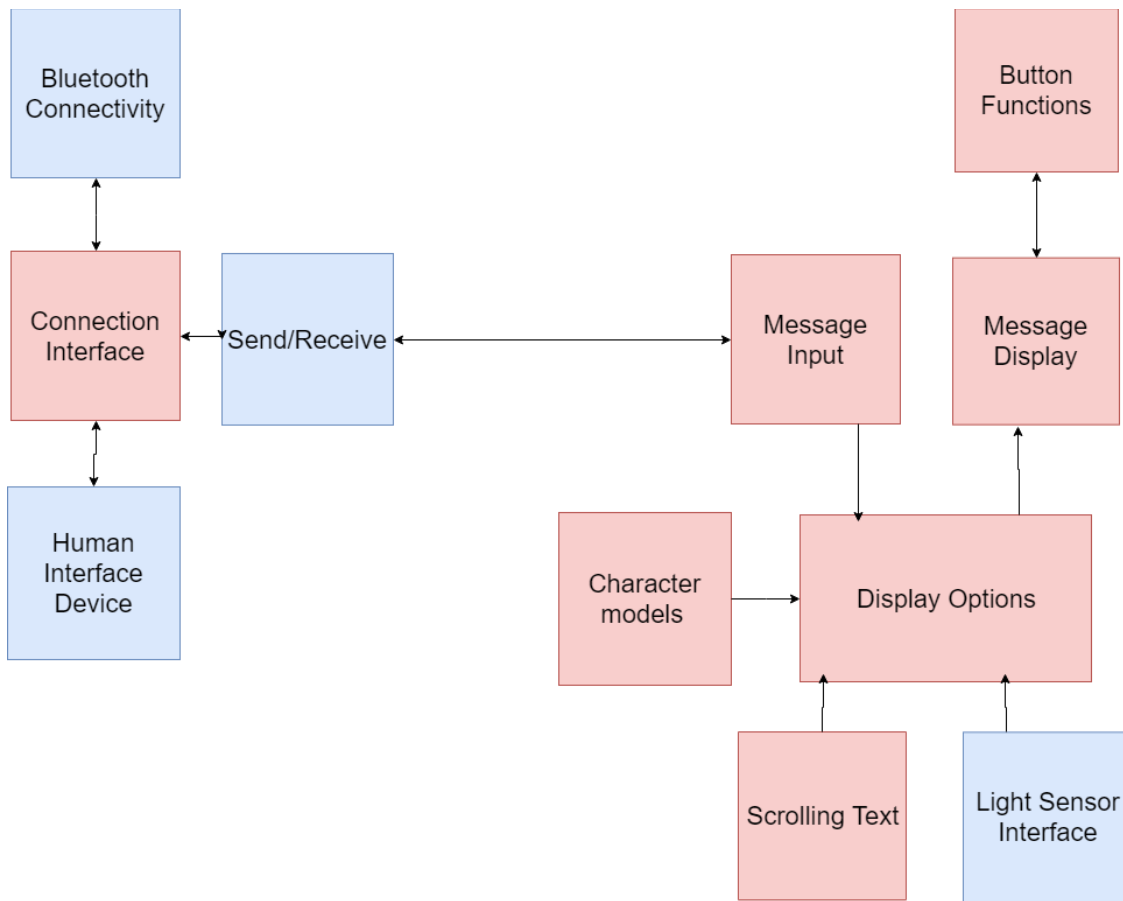 Bluetooth
Connectivity
Button
Functions
Connection
Interface
Send/Receive
Message
Input
Message
Display
Human
Interface
Device
Character
models
Display Options
Scrolling Text
Light Sensor
Interface